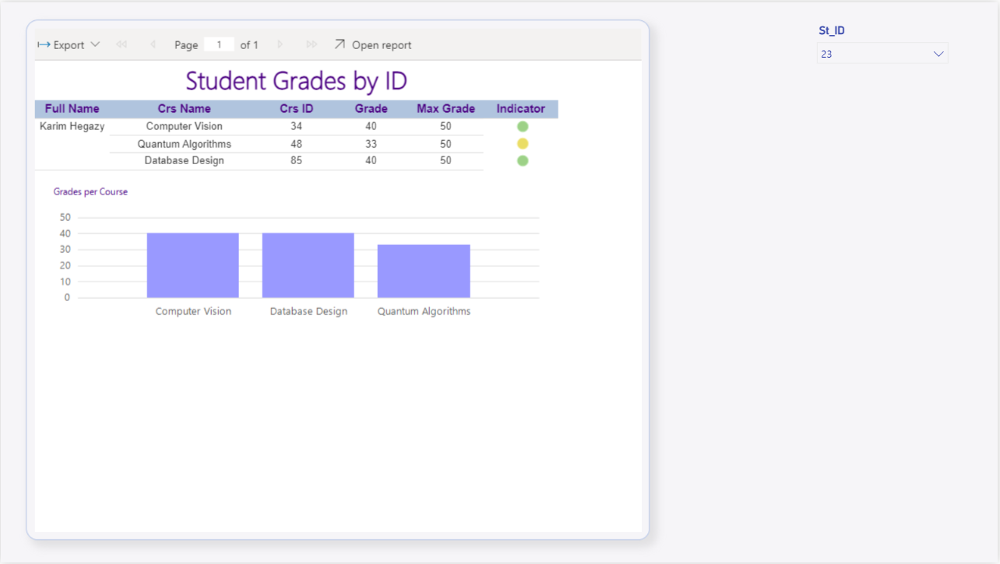 Export Page 1 of 1 Open report
St_ID
23
Student Grades by ID
Full Name Crs Name Crs ID Grade Max Grade Indicator
Karim Hegazy Computer Vision 34 40 50
Quantum Algorithms 48 33 50
Database Design 85 40 50
Grades per Course
50
40
30
20
10
0
Computer Vision Database Design Quantum Algorithms